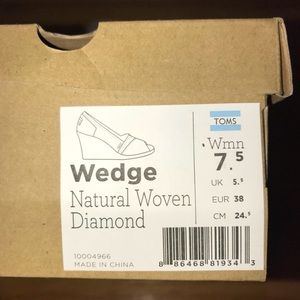 TOMS
Wmn
7.5
UK 5.5
EUR 38
CM 24.5
Wedge
Natural Woven
Diamond
10004966
MADE IN CHINA
8 86468 81934 3